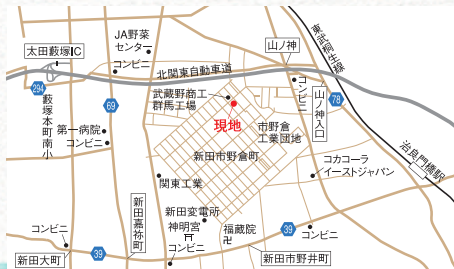 JA野菜
センター
山ノ神
東武桐生線
太田藪塚IC
コンビニ
北関東自動車道
294
武蔵野商工
群馬工場
コンビニ
山ノ神入口
78
藪塚本町南小
69
現地
市野倉
工業団地
治良門橋駅
第一病院
コンビニ
新田市野倉町
コカコーラ
イーストジャパン
関東工業
新田嘉祢町
新田変電所
神明宮
福蔵院
コンビニ
39
コンビニ
39
コンビニ
新田大町
新田市野井町